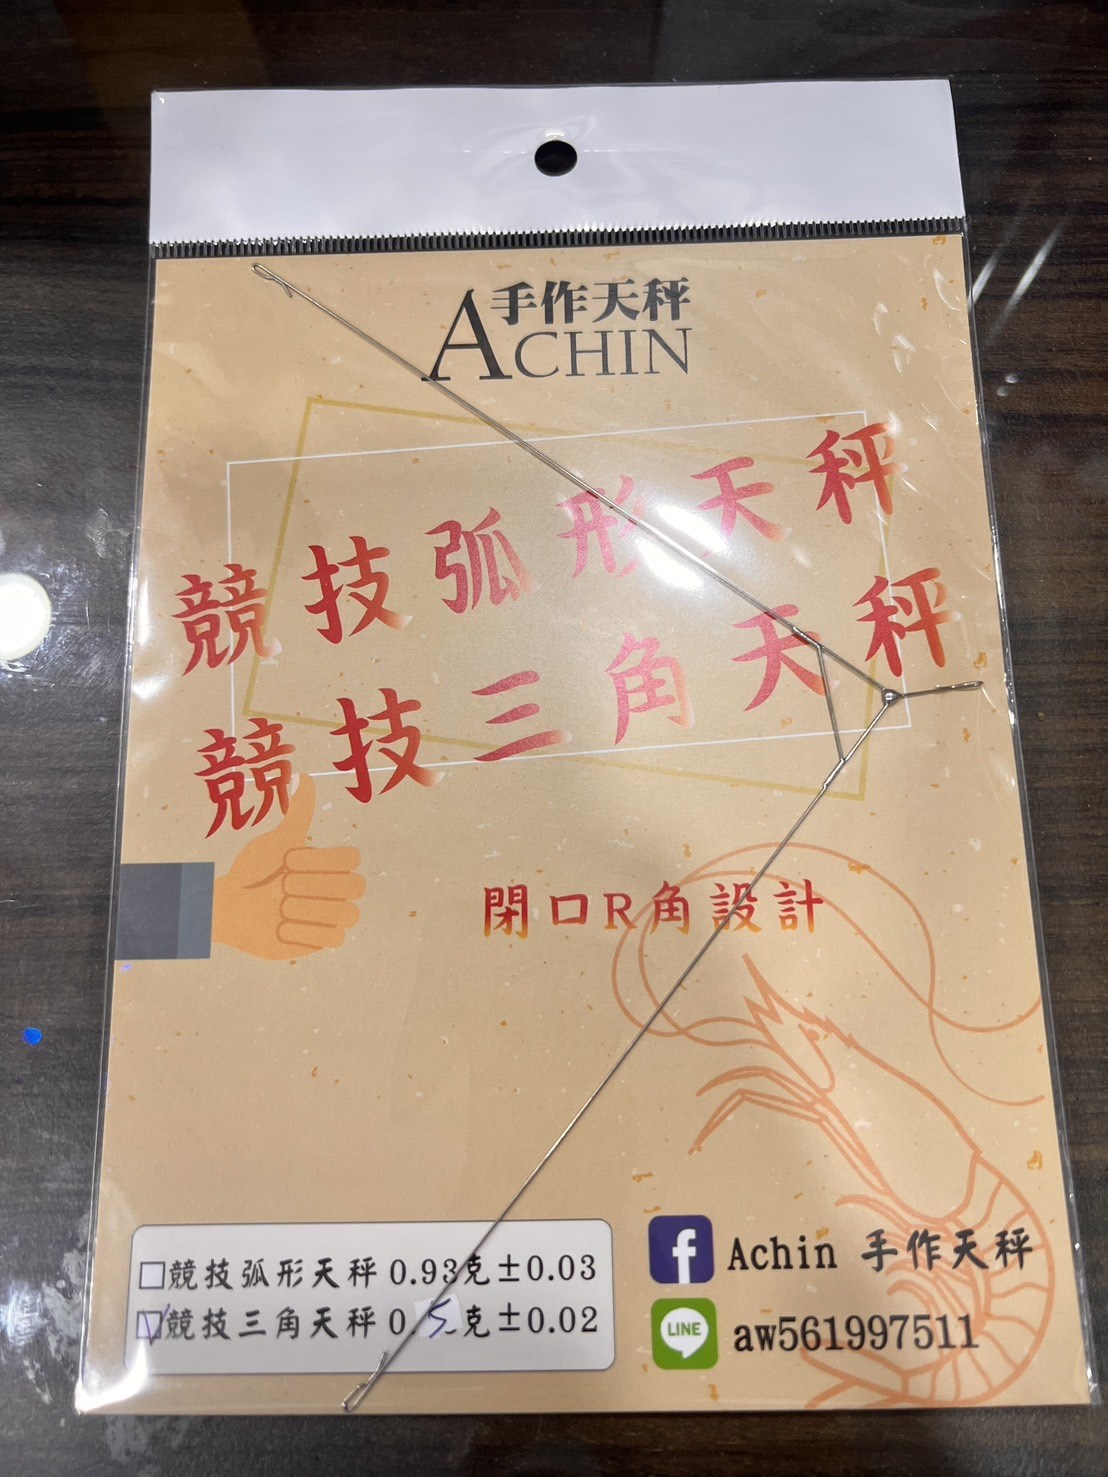 手作天秤
ACHIN
競技弧形天秤
競技三角天秤
閉口R角設計
競技弧形天秤 0.93克±0.03
競技三角天秤 0.5克±0.02
f Achin 手作天秤
LINE aw561997511